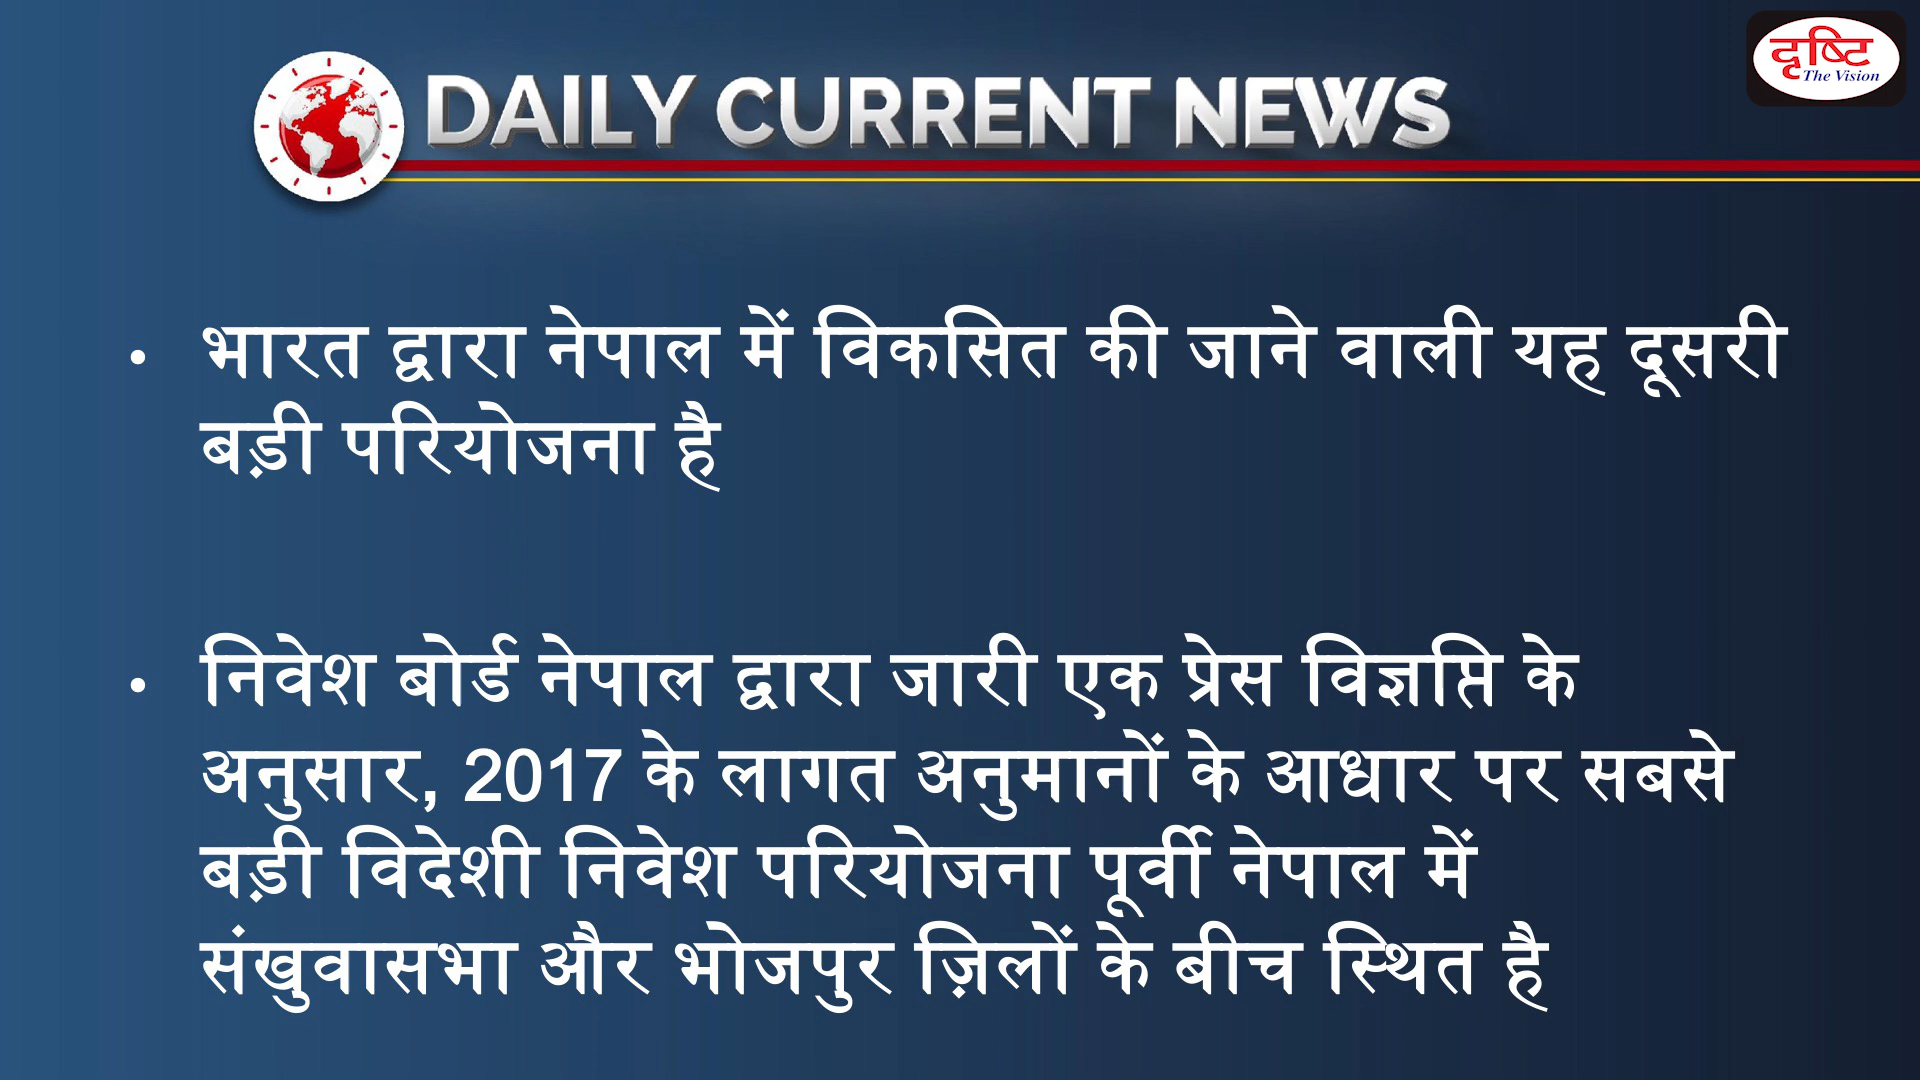 दृष्टि
The Vision
DAILY CURRENT NEWS
• भारत द्वारा नेपाल में विकसित की जाने वाली यह दूसरी
बड़ी परियोजना है
• निवेश बोर्ड नेपाल द्वारा जारी एक प्रेस विज्ञप्ति के
अनुसार, 2017 के लागत अनुमानों के आधार पर सबसे
बड़ी विदेशी निवेश परियोजना पूर्वी नेपाल में
संखुवासभा और भोजपुर ज़िलों के बीच स्थित है